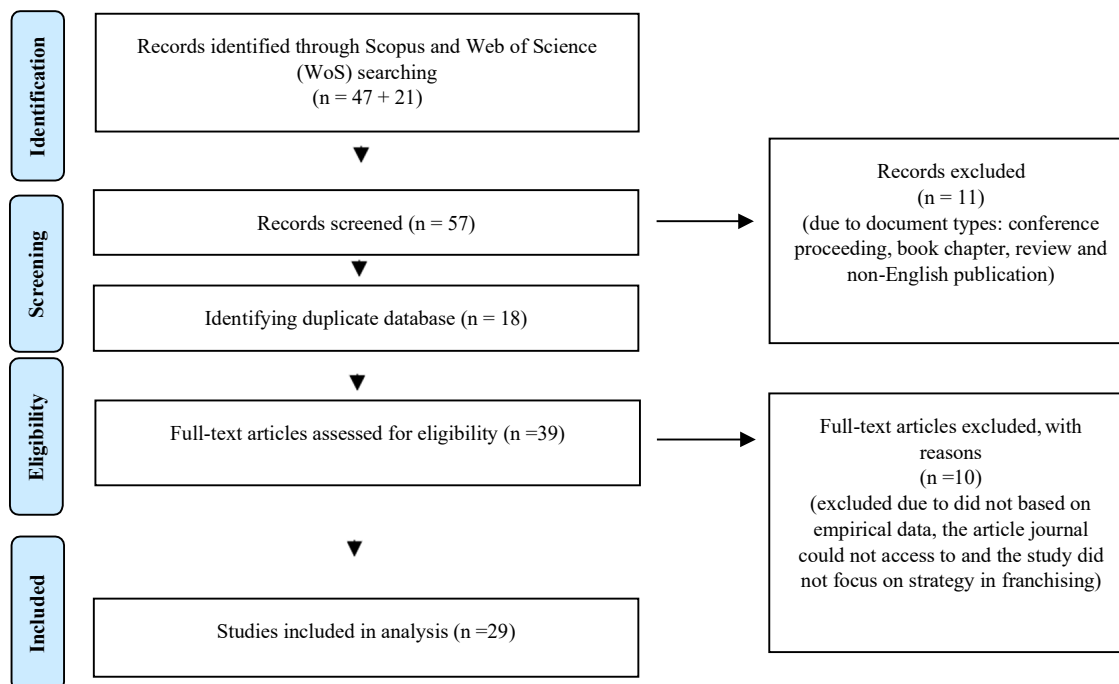 Identification
Records identified through Scopus and Web of Science
(WoS) searching
(n = 47 + 21)
Screening
Records screened (n = 57)
Records excluded
(n = 11)
(due to document types: conference
proceeding, book chapter, review and
non-English publication)
Identifying duplicate database (n = 18)
Eligibility
Full-text articles assessed for eligibility (n =39)
Full-text articles excluded, with
reasons
(n =10)
(excluded due to did not based on
empirical data, the article journal
could not access to and the study did
not focus on strategy in franchising)
Included
Studies included in analysis (n =29)